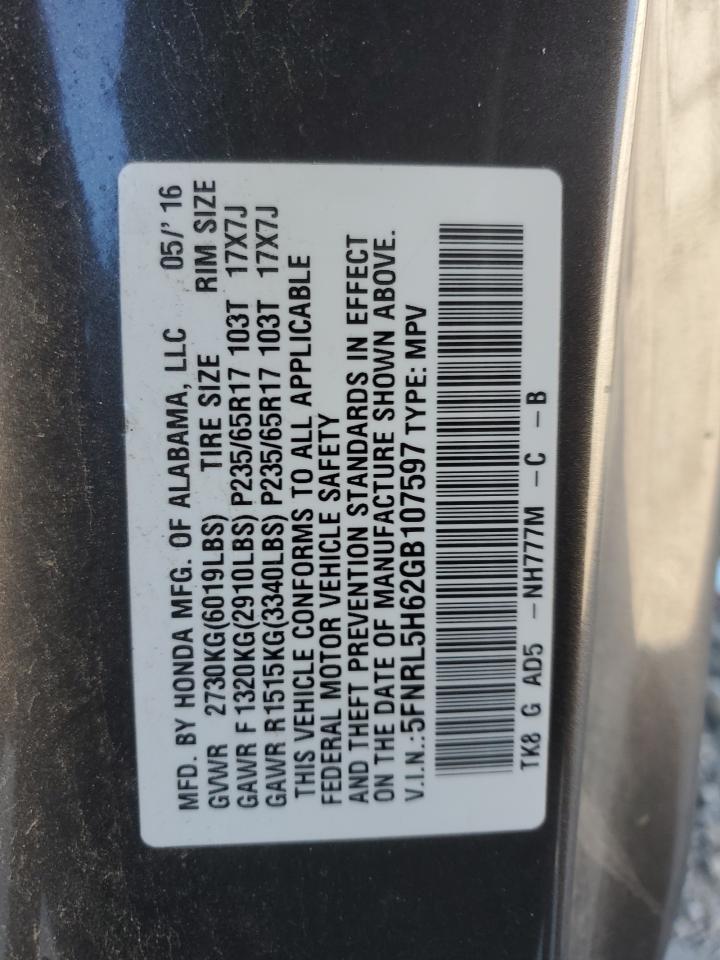 MFD. BY HONDA MFG. OF ALABAMA, LLC 05/' 16
GVWR 2730KG(6019LBS) TIRE SIZE RIM SIZE
GAWR F 1320KG(2910LBS) P235/65R17 103T 17X7J
GAWR R1515KG(3340LBS) P235/65R17 103T 17X7J
THIS VEHICLE CONFORMS TO ALL APPLICABLE
FEDERAL MOTOR VEHICLE SAFETY
AND THEFT PREVENTION STANDARDS IN EFFECT
ON THE DATE OF MANUFACTURE SHOWN ABOVE.
V.I.N.:5FNRL5H62GB107597 TYPE: MPV
TK8 G AD5 -NH777M -C -B